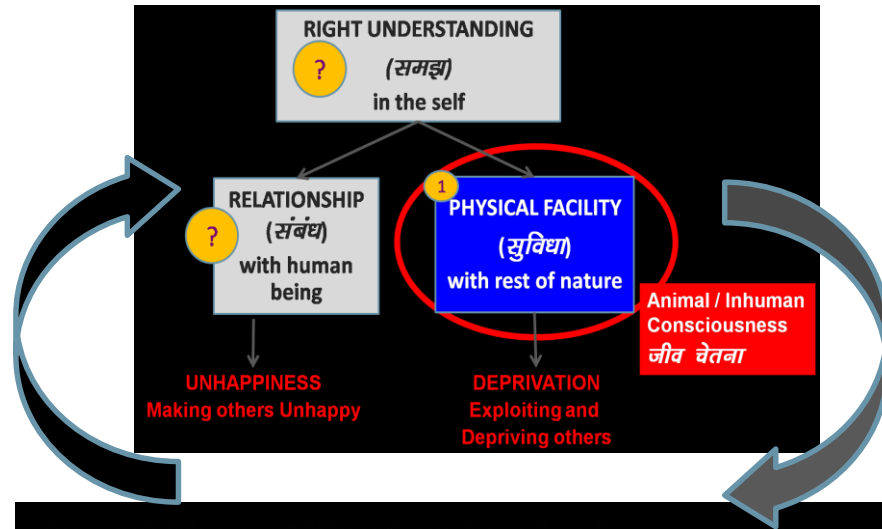 RIGHT UNDERSTANDING
?
(समझ)
in the self
RELATIONSHIP
?
(संबंध)
with human
being
1
PHYSICAL FACILITY
(सुविधा)
with rest of nature
Animal / Inhuman
Consciousness
जीव चेतना
UNHAPPINESS
Making others Unhappy
DEPRIVATION
Exploiting and
Depriving others